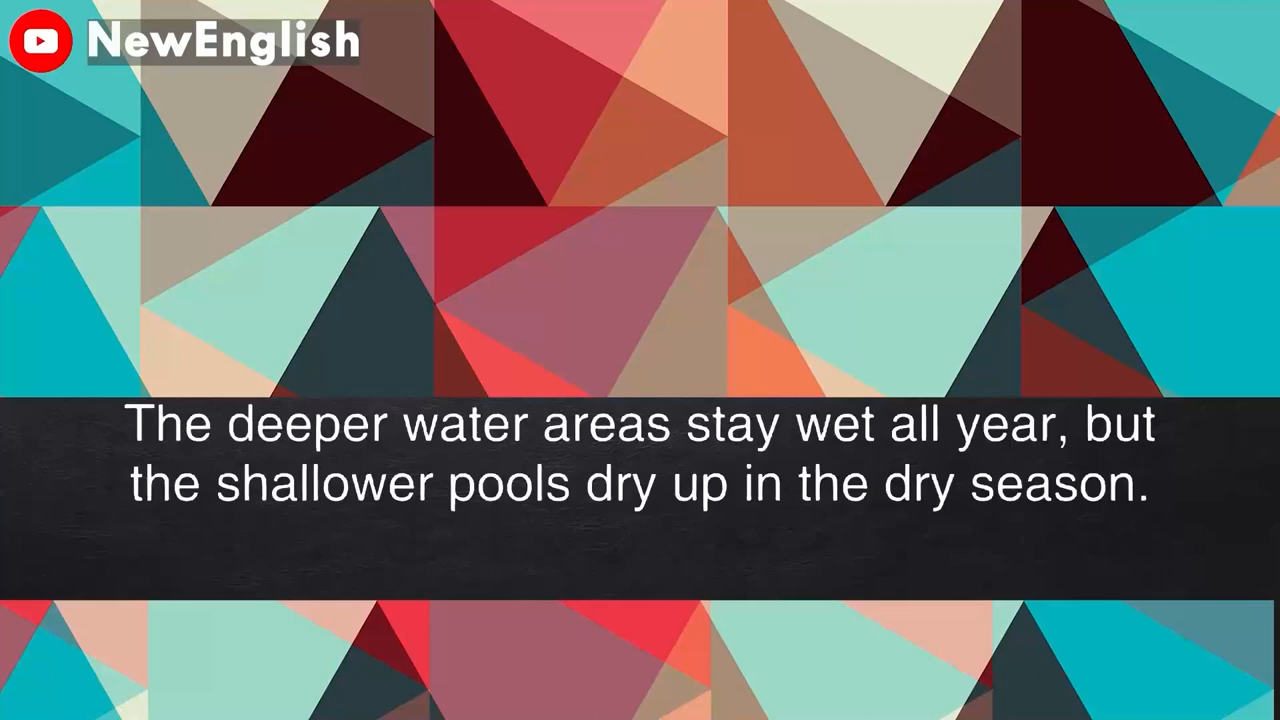 NewEnglish
The deeper water areas stay wet all year, but
the shallower pools dry up in the dry season.